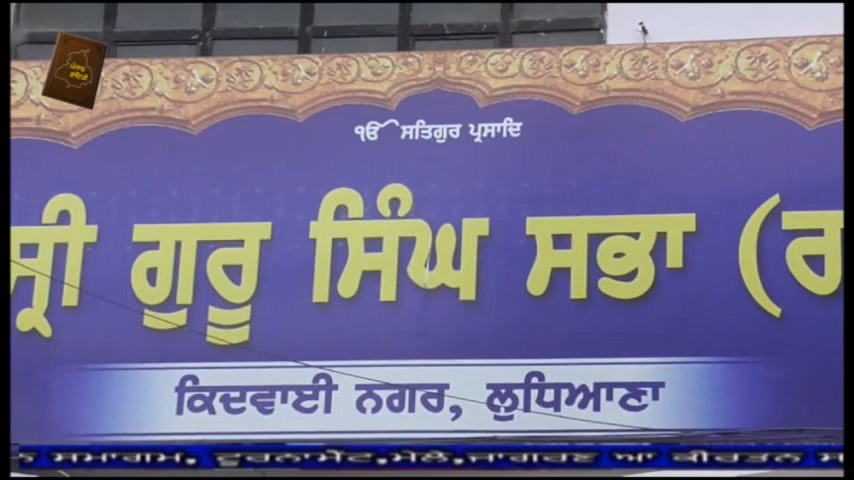 ੴ ਸਤਿਗੁਰ ਪ੍ਰਸਾਦਿ
ਸ੍ਰੀ ਗੁਰੂ ਸਿੰਘ ਸਭਾ (ਰ
ਕਿਦਵਾਈ ਨਗਰ, ਲੁਧਿਆਣਾ
ਸਮਾਗਮ, ਟੂਰਨਾਮੈਂਟ,ਮੇਲੇ,ਜਾਗਰਣ ਆ ਕੀਰਤਨ